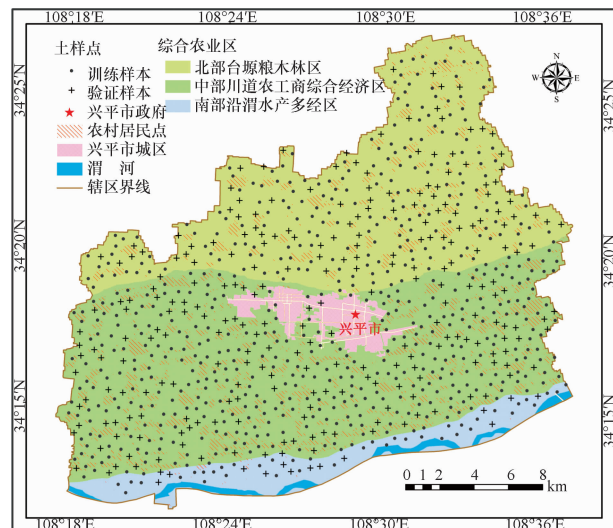 108°18′E 108°24′E 108°30′E 108°36′E
土样点
训练样本
验证样本
兴平市政府
农村居民点
兴平市城区
渭 河
辖区界线
综合农业区
北部台塬粮木林区
中部川道农工商综合经济区
南部沿渭水产多经区
N
W E
S
34°25′N 34°25′N
34°20′N 34°20′N
兴平市
34°15′N 34°15′N
0 1 2 4 6 8
km
108°18′E 108°24′E 108°30′E 108°36′E